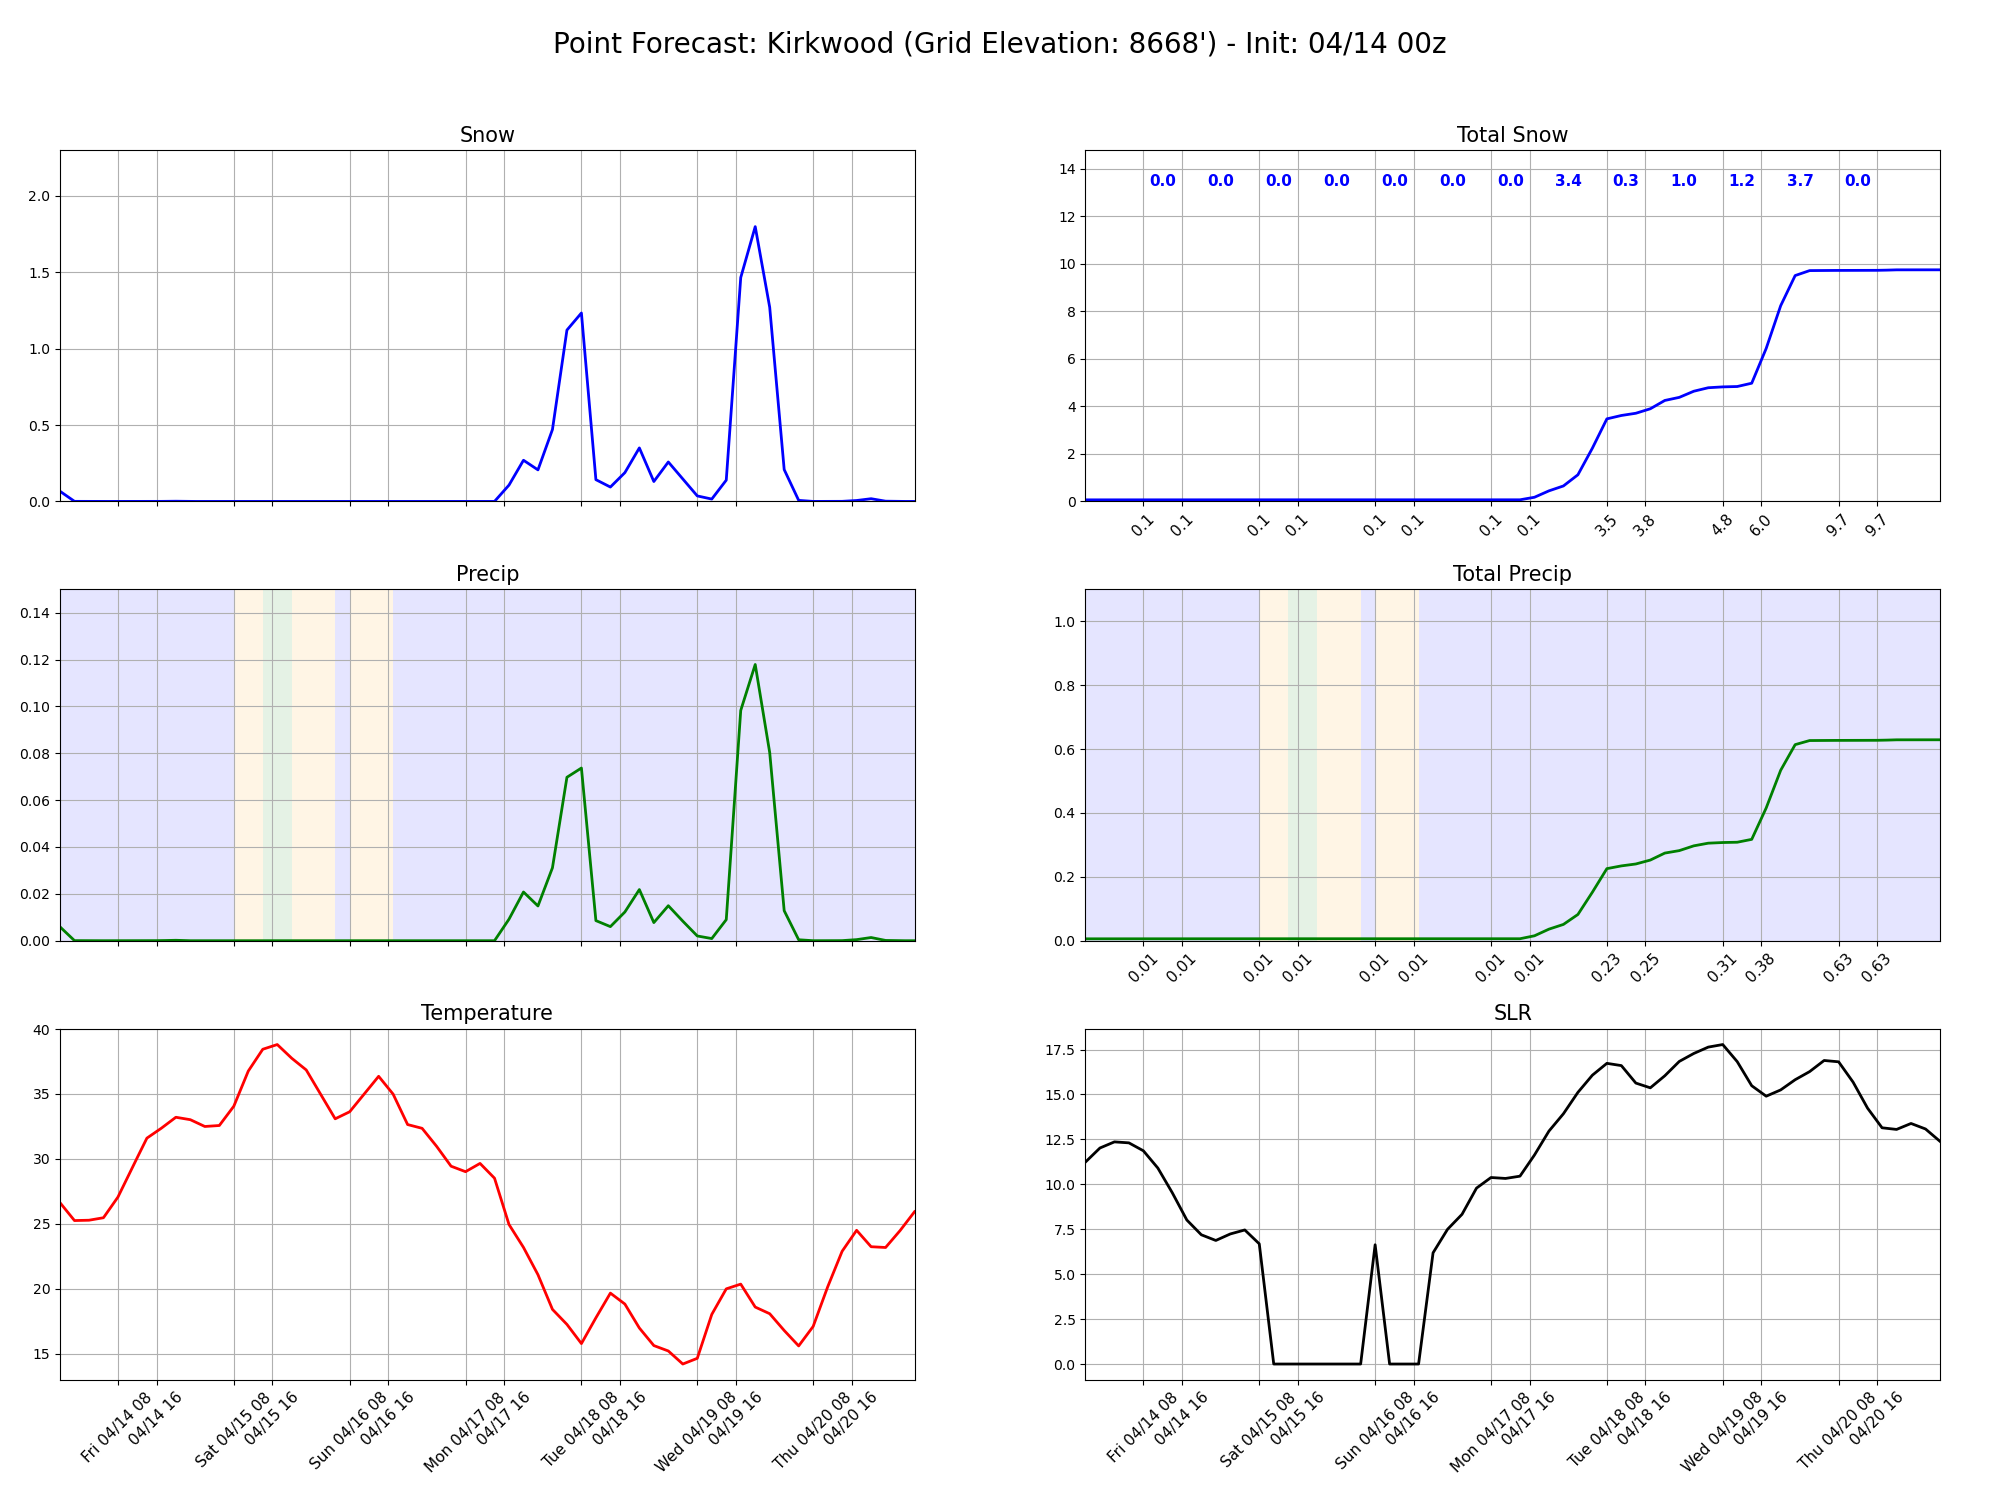 Point Forecast: Kirkwood (Grid Elevation: 8668') - Init: 04/14 00z
Snow
2.0
1.5
1.0
0.5
0.0
Total Snow
14
12
10
8
6
4
2
0
0.0 0.0 0.0 0.0 0.0 0.0 0.0 3.4 0.3 1.0 1.2 3.7 0.0
0.1 0.1 0.1 0.1 0.1 0.1 0.1 0.1 3.5 3.8 4.8 6.0 9.7 9.7
Precip
0.14
0.12
0.10
0.08
0.06
0.04
0.02
0.00
Total Precip
1.0
0.8
0.6
0.4
0.2
0.0
0.01 0.01 0.01 0.01 0.01 0.01 0.01 0.01 0.23 0.25 0.31 0.38 0.63 0.63
Temperature
40
35
30
25
20
15
Fri 04/14 08
04/14 16
Sat 04/15 08
04/15 16
Sun 04/16 08
04/16 16
Mon 04/17 08
04/17 16
Tue 04/18 08
04/18 16
Wed 04/19 08
04/19 16
Thu 04/20 08
04/20 16
SLR
17.5
15.0
12.5
10.0
7.5
5.0
2.5
0.0
Fri 04/14 08
04/14 16
Sat 04/15 08
04/15 16
Sun 04/16 08
04/16 16
Mon 04/17 08
04/17 16
Tue 04/18 08
04/18 16
Wed 04/19 08
04/19 16
Thu 04/20 08
04/20 16